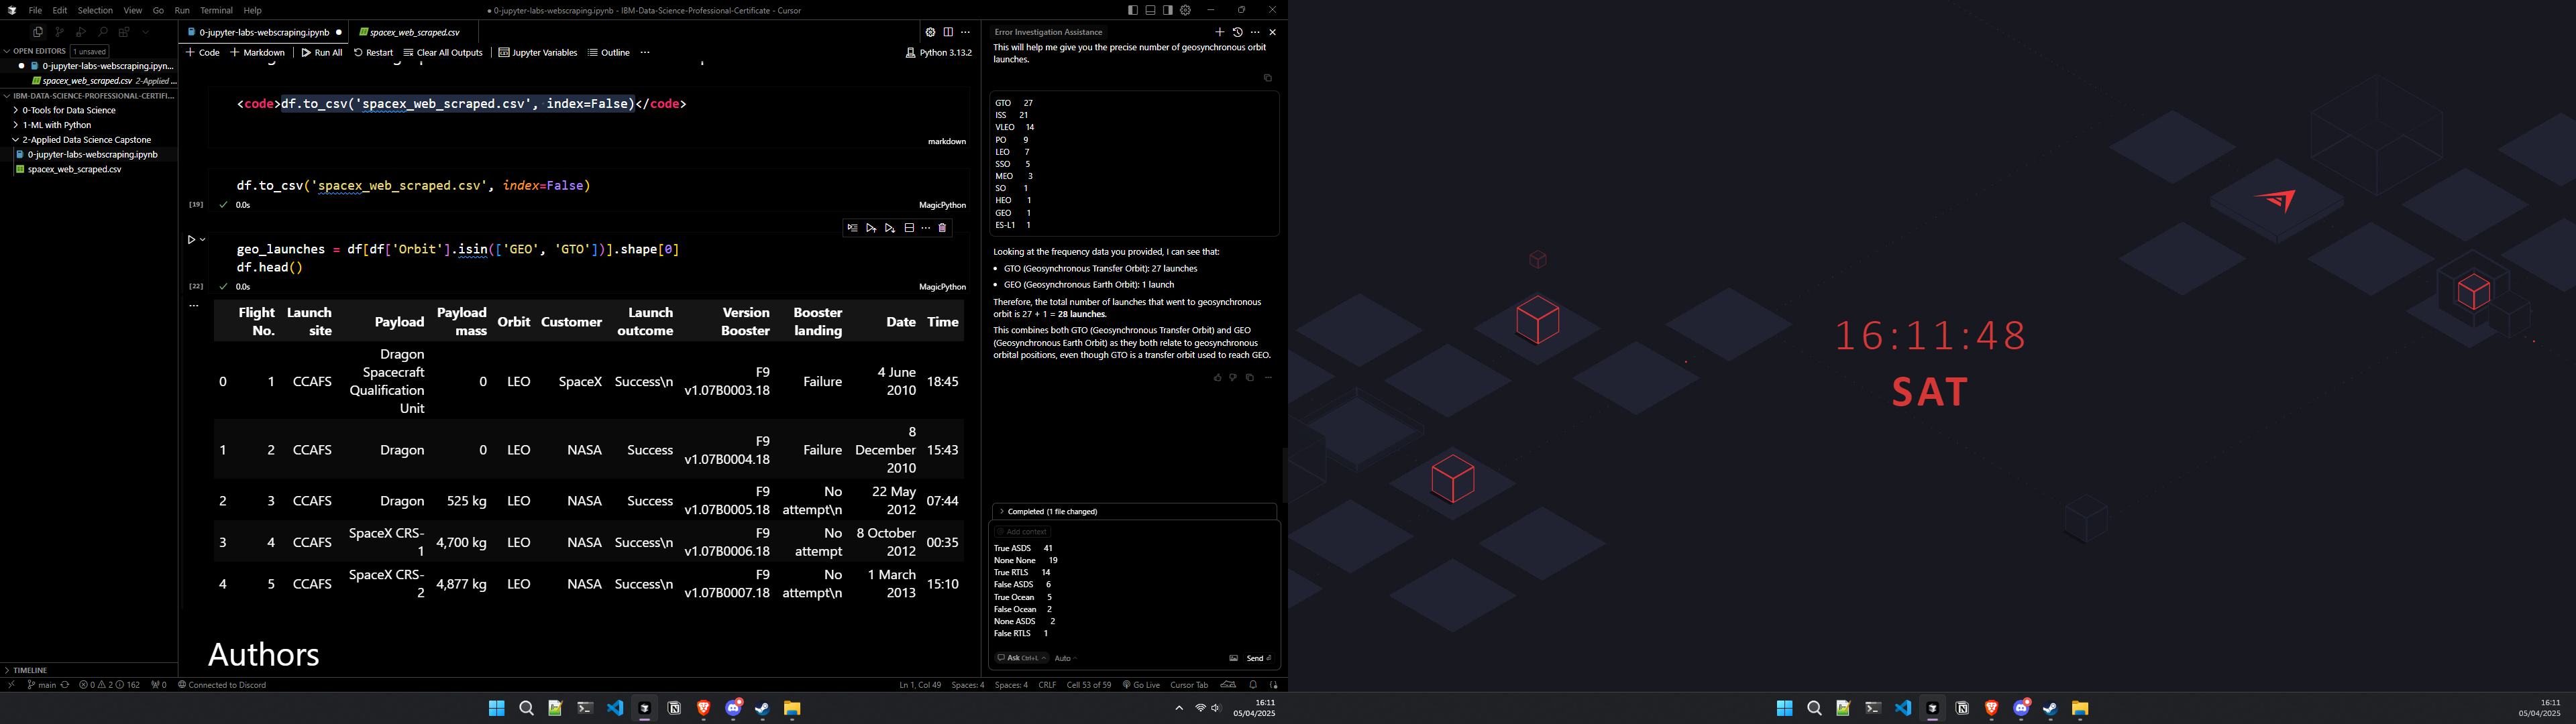 File Edit Selection View Go Run Terminal Help
● 0-jupyter-labs-webscraping.ipynb - IBM-Data-Science-Professional-Certificate - Cursor
OPEN EDITORS 1 unsaved
0-jupyter-labs-webscraping.ipyn...
spacex_web_scraped.csv 2-Applied ...
IBM-DATA-SCIENCE-PROFESSIONAL-CERTIFI...
0-Tools for Data Science
1-ML with Python
2-Applied Data Science Capstone
0-jupyter-labs-webscraping.ipynb
spacex_web_scraped.csv
TIMELINE
0-jupyter-labs-webscraping.ipynb
spacex_web_scraped.csv
Code Markdown Run All Restart Clear All Outputs Jupyter Variables Outline ... Python 3.13.2
<code>df.to_csv('spacex_web_scraped.csv', index=False)</code>
markdown
df.to_csv('spacex_web_scraped.csv', index=False)
[19] 0.0s MagicPython
geo_launches = df[df['Orbit'].isin(['GEO', 'GTO'])].shape[0]
df.head()
[22] 0.0s MagicPython
Flight No. Launch site Payload Payload mass Orbit Customer Launch outcome Version Booster Booster landing Date Time
0 1 CCAFS Dragon Spacecraft Qualification Unit 0 LEO SpaceX Success\n F9 v1.07B0003.18 Failure 4 June 2010 18:45
1 2 CCAFS Dragon 0 LEO NASA Success F9 v1.07B0004.18 Failure 8 December 2010 15:43
2 3 CCAFS Dragon 525 kg LEO NASA Success F9 v1.07B0005.18 No attempt\n 22 May 2012 07:44
3 4 CCAFS SpaceX CRS-1 4,700 kg LEO NASA Success\n F9 v1.07B0006.18 No attempt 8 October 2012 00:35
4 5 CCAFS SpaceX CRS-2 4,877 kg LEO NASA Success\n F9 v1.07B0007.18 No attempt\n 1 March 2013 15:10
Authors
Error Investigation Assistance
This will help me give you the precise number of geosynchronous orbit
launches.
GTO 27
ISS 21
VLEO 14
PO 9
LEO 7
SSO 5
MEO 3
SO 1
HEO 1
GEO 1
ES-L1 1
Looking at the frequency data you provided, I can see that:
• GTO (Geosynchronous Transfer Orbit): 27 launches
• GEO (Geosynchronous Earth Orbit): 1 launch
Therefore, the total number of launches that went to geosynchronous
orbit is 27 + 1 = 28 launches.
This combines both GTO (Geosynchronous Transfer Orbit) and GEO
(Geosynchronous Earth Orbit) as they both relate to geosynchronous
orbital positions, even though GTO is a transfer orbit used to reach GEO.
Completed (1 file changed)
Add context
True ASDS 41
None None 19
True RTLS 14
False ASDS 6
True Ocean 5
False Ocean 2
None ASDS 2
False RTLS 1
Ask Ctrl+L Auto Send
main 0 2 162 0 Connected to Discord
Ln 1, Col 49 Spaces: 4 Spaces: 4 CRLF Cell 53 of 59 Go Live Cursor Tab
16:11
05/04/2025
16:11:48
SAT
16:11
05/04/2025